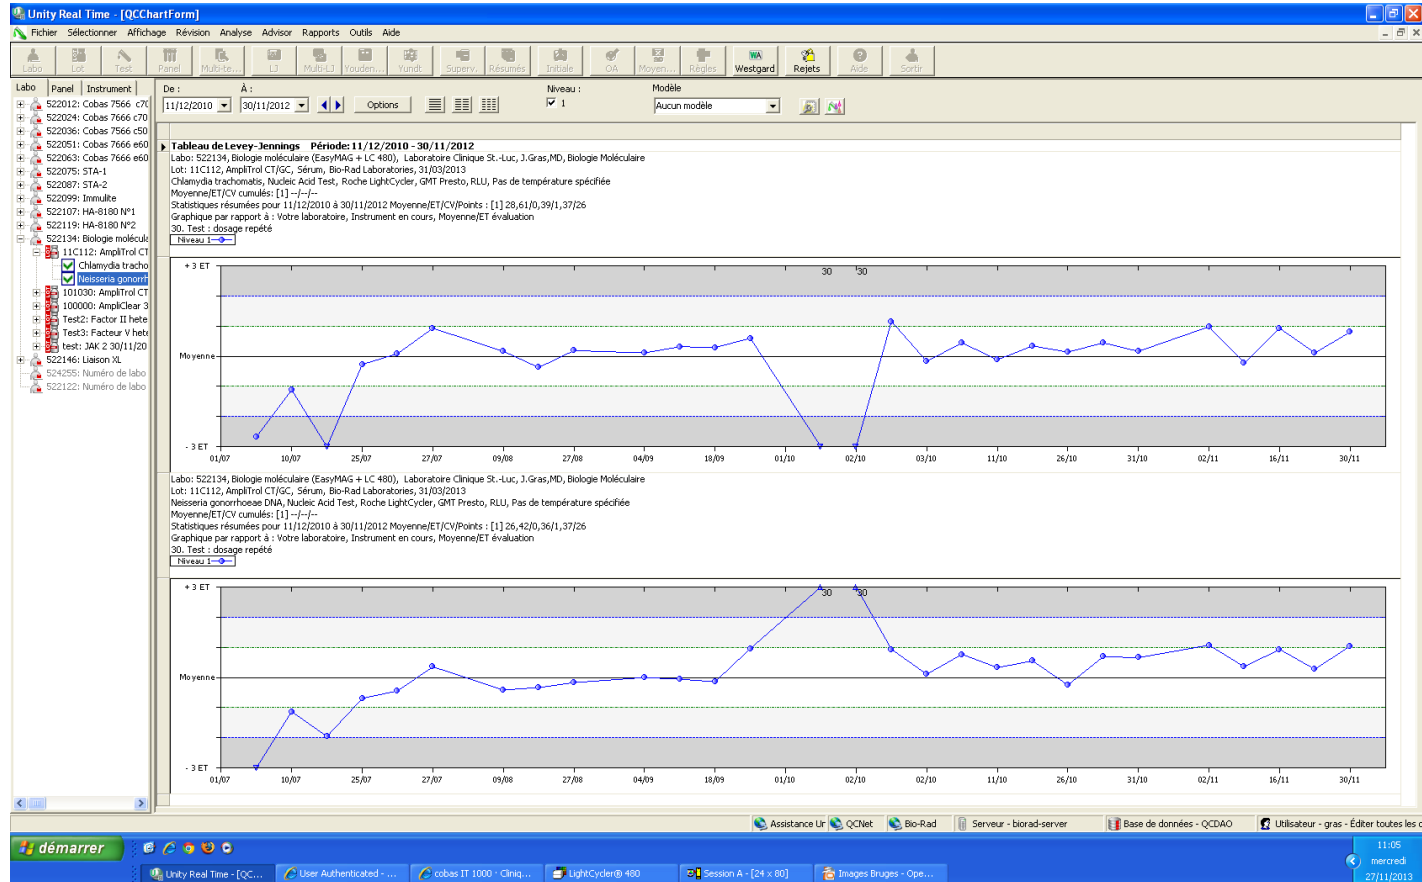 Unity Real Time - [QCChartForm]
Fichier Sélectionner Affichage Révision Analyse Advisor Rapports Outils Aide
Labo Lot Test Panel Multi-te... LJ Multi-LJ Youden... Yundt Superv. Résumés Initiale OA Moyen... Règles Westgard Rejets Aide Sortir
Labo Panel Instrument
522012: Cobas 7566 c70
522024: Cobas 7666 c70
522036: Cobas 7566 c50
522051: Cobas 7666 e60
522063: Cobas 7666 e60
522075: STA-1
522087: STA-2
522099: Immulite
522107: HA-8180 N°1
522119: HA-8180 N°2
522134: Biologie molécula
11C112: AmpliTrol CT
Chlamydia tracho
Neisseria gonorrh
101030: AmpliTrol CT
100000: AmpliClear 3
Test2: Factor II hete
Test3: Facteur V hete
test: JAK 2 30/11/20
522146: Liaison XL
524255: Numéro de labo
522122: Numéro de labo
De : À : Niveau : Modèle
11/12/2010 30/11/2012 Options 1 Aucun modèle
Tableau de Levey-Jennings Période: 11/12/2010 - 30/11/2012
Labo: 522134, Biologie moléculaire (EasyMAG + LC 480), Laboratoire Clinique St.-Luc, J.Gras,MD, Biologie Moléculaire
Lot: 11C112, AmpliTrol CT/GC, Sérum, Bio-Rad Laboratories, 31/03/2013
Chlamydia trachomatis, Nucleic Acid Test, Roche LightCycler, GMT Presto, RLU, Pas de température spécifiée
Moyenne/ET/CV cumulés: [1] --/--/--
Statistiques résumées pour 11/12/2010 à 30/11/2012 Moyenne/ET/CV/Points : [1] 28,61/0,39/1,37/26
Graphique par rapport à : Votre laboratoire, Instrument en cours, Moyenne/ET évaluation
30. Test : dosage repété
Niveau 1
+ 3 ET
30 30
Moyenne
- 3 ET
01/07 10/07 25/07 27/07 09/08 27/08 04/09 18/09 01/10 02/10 03/10 11/10 26/10 31/10 02/11 16/11 30/11
Labo: 522134, Biologie moléculaire (EasyMAG + LC 480), Laboratoire Clinique St.-Luc, J.Gras,MD, Biologie Moléculaire
Lot: 11C112, AmpliTrol CT/GC, Sérum, Bio-Rad Laboratories, 31/03/2013
Neisseria gonorrhoeae DNA, Nucleic Acid Test, Roche LightCycler, GMT Presto, RLU, Pas de température spécifiée
Moyenne/ET/CV cumulés: [1] --/--/--
Statistiques résumées pour 11/12/2010 à 30/11/2012 Moyenne/ET/CV/Points : [1] 26,42/0,36/1,37/26
Graphique par rapport à : Votre laboratoire, Instrument en cours, Moyenne/ET évaluation
30. Test : dosage repété
Niveau 1
+ 3 ET
30 30
Moyenne
- 3 ET
01/07 10/07 25/07 27/07 09/08 27/08 04/09 18/09 01/10 02/10 02/10 11/10 26/10 31/10 02/11 16/11 30/11
Assistance Ur QCNet Bio-Rad Serveur - biorad-server Base de données - QCDAO Utilisateur - gras - Éditer toutes les c
démarrer
Unity Real Time - [QC... User Authenticated - ... cobas IT 1000 · Cliniq... LightCycler® 480 Session A - [24 x 80] Images Bruges - Ope...
11:05
mercredi
27/11/2013